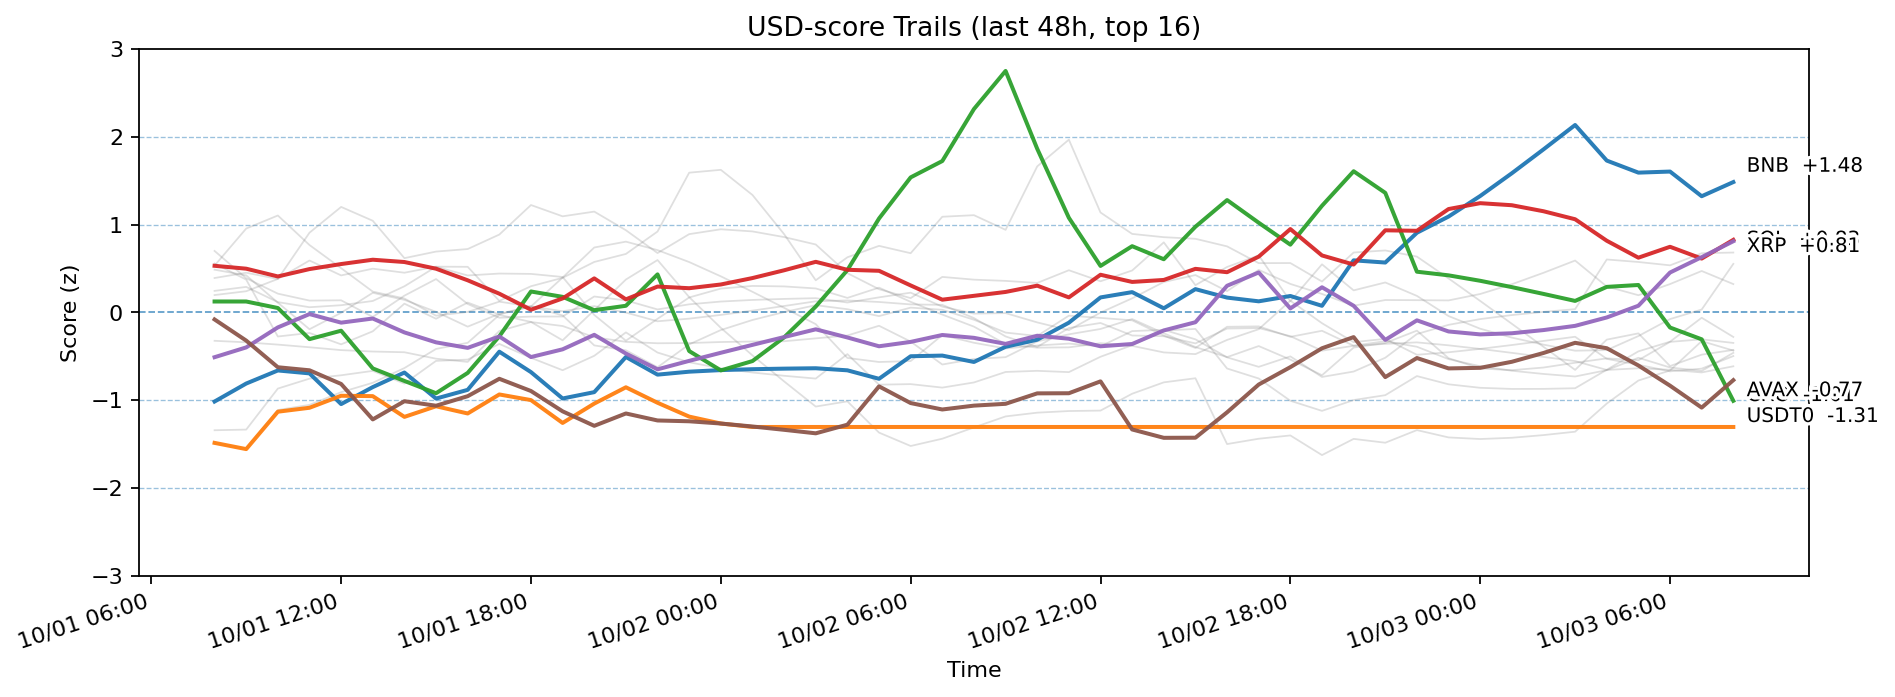 USD-score Trails (last 48h, top 16)
Score (z)
3
2
1
0
−1
−2
−3
BNB +1.48
XRP +0.81
AVAX -0.77
USDT0 -1.31
10/01 06:00
10/01 12:00
10/01 18:00
10/02 00:00
10/02 06:00
10/02 12:00
10/02 18:00
10/03 00:00
10/03 06:00
Time